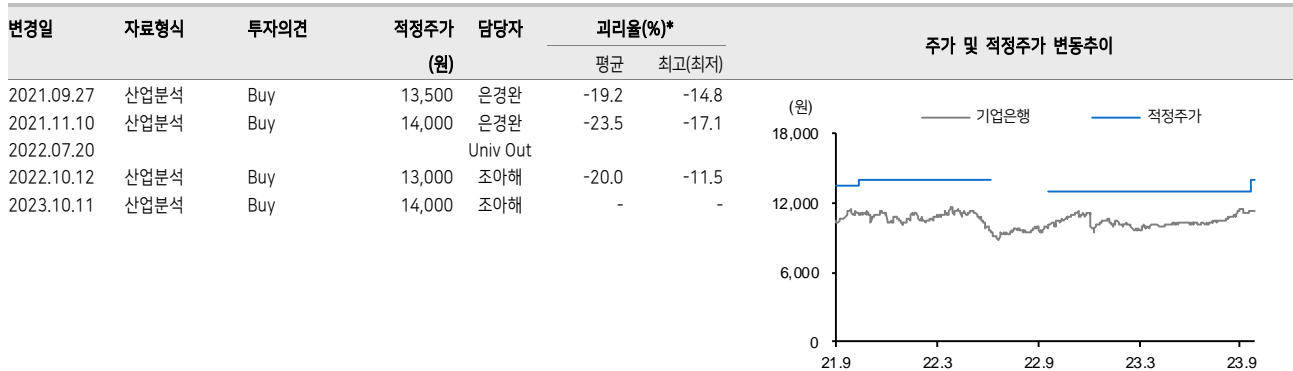 변경일 자료형식 투자의견 적정주가 담당자 괴리율(%)* 주가 및 적정주가 변동추이
(원) 평균 최고(최저)
2021.09.27 산업분석 Buy 13,500 은경완 -19.2 -14.8
2021.11.10 산업분석 Buy 14,000 은경완 -23.5 -17.1
2022.07.20 Univ Out
2022.10.12 산업분석 Buy 13,000 조아해 -20.0 -11.5
2023.10.11 산업분석 Buy 14,000 조아해 - -
(원)
기업은행 적정주가
18,000
12,000
6,000
0
21.9 22.3 22.9 23.3 23.9